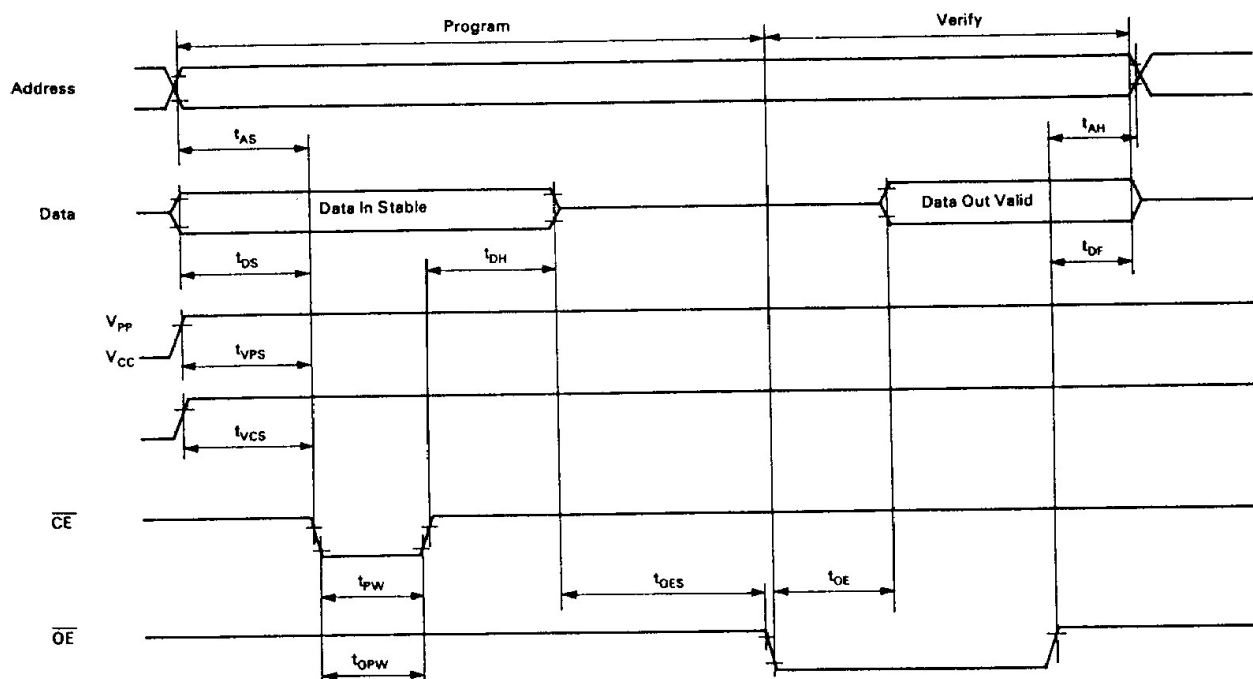 Program
Verify
Address
tAS
tAH
Data
Data In Stable
Data Out Valid
tDS
tDH
tDF
VPP
VCC
tVPS
tVCS
CE
tPW
tOES
tOE
OE
tOPW